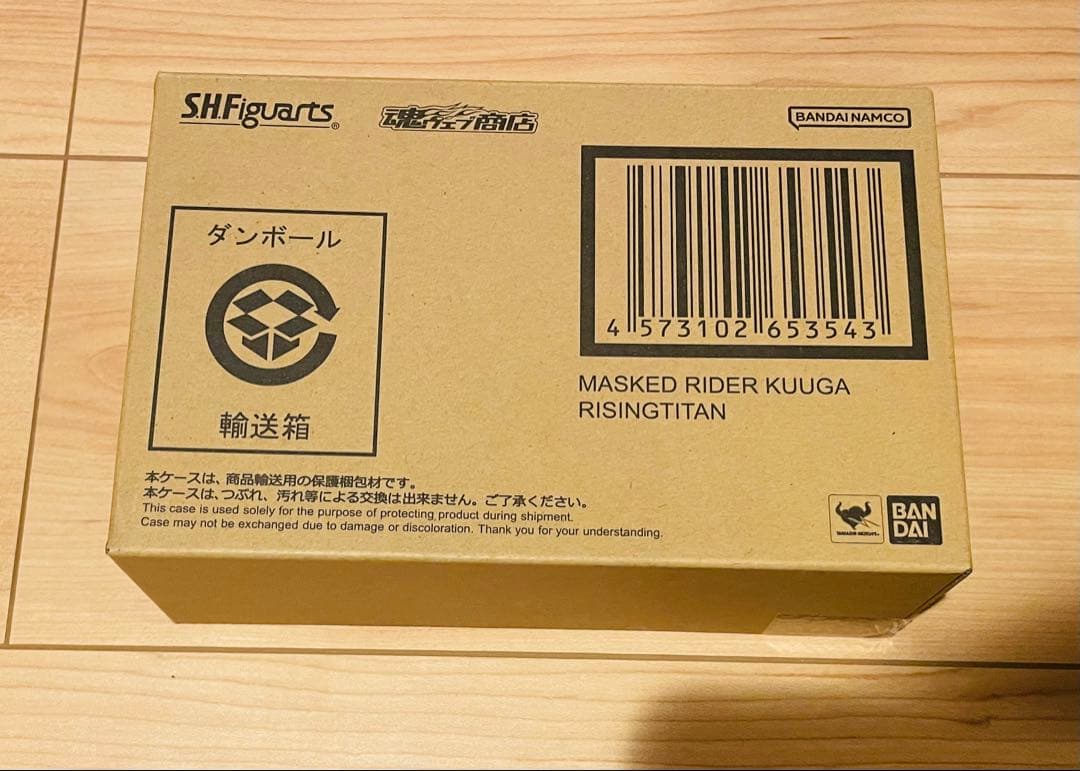 S.H.Figuarts®
魂ウェブ商店
BANDAI NAMCO
ダンボール
輸送箱
4 573102 653543
MASKED RIDER KUUGA
RISINGTITAN
本ケースは、商品輸送用の保護梱包材です。
本ケースは、つぶれ、汚れ等による交換は出来ません。ご了承ください。
This case is used solely for the purpose of protecting product during shipment.
Case may not be exchanged due to damage or discoloration. Thank you for your understanding.
TAMASHII NATIONS
BAN
DAI